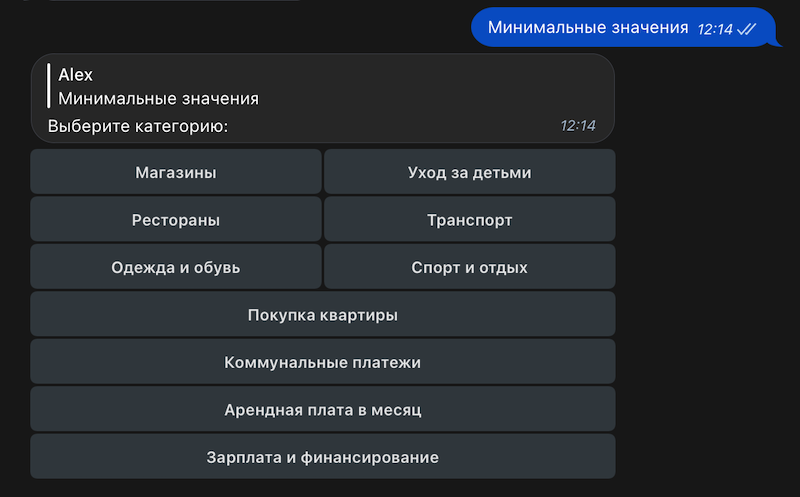 Минимальные значения 12:14
Alex
Минимальные значения
Выберите категорию: 12:14
Магазины Уход за детьми
Рестораны Транспорт
Одежда и обувь Спорт и отдых
Покупка квартиры
Коммунальные платежи
Арендная плата в месяц
Зарплата и финансирование